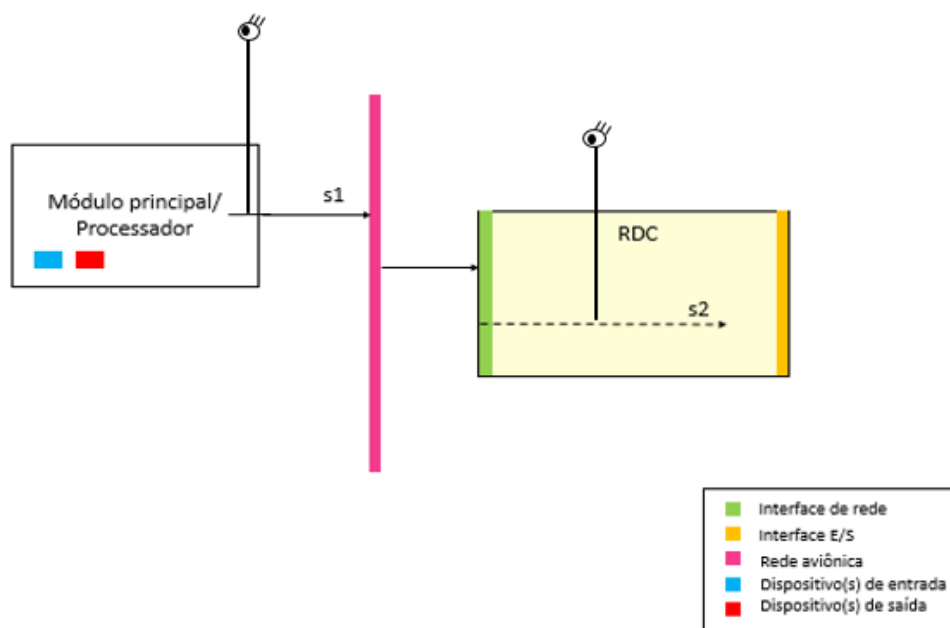 s1
Módulo principal/
Processador
RDC
s2
Interface de rede
Interface E/S
Rede aviônica
Dispositivo(s) de entrada
Dispositivo(s) de saída